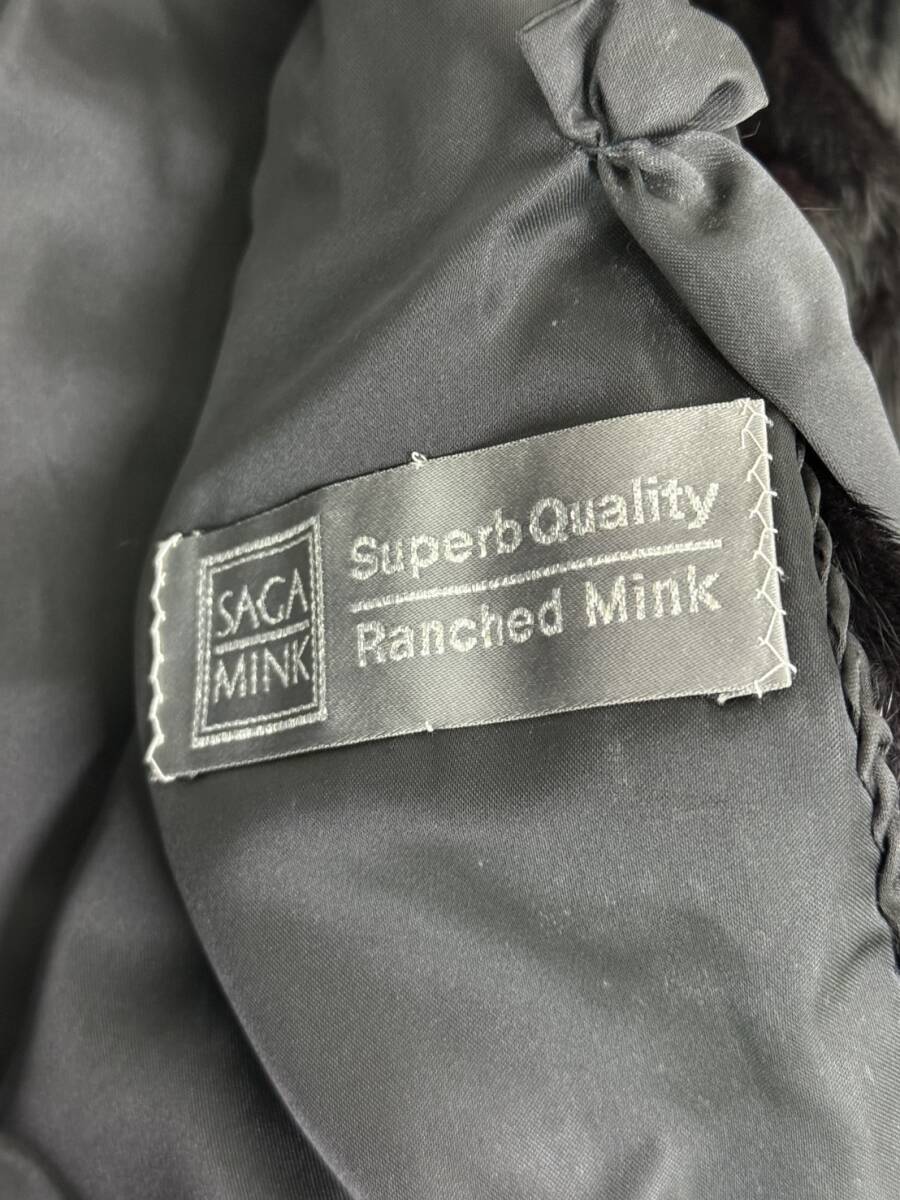 SAGA
MINK
Superb Quality
Ranched Mink